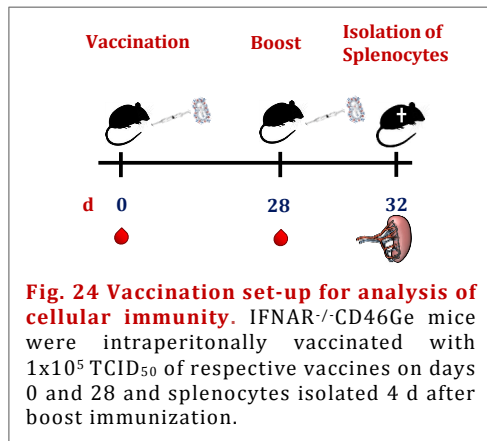 Vaccination Boost Isolation of
Splenocytes
d 0 28 32
Fig. 24 Vaccination set-up for analysis of
cellular immunity. IFNAR-/-CD46Ge mice
were intraperitonally vaccinated with
1x10⁵ TCID₅₀ of respective vaccines on days
0 and 28 and splenocytes isolated 4 d after
boost immunization.